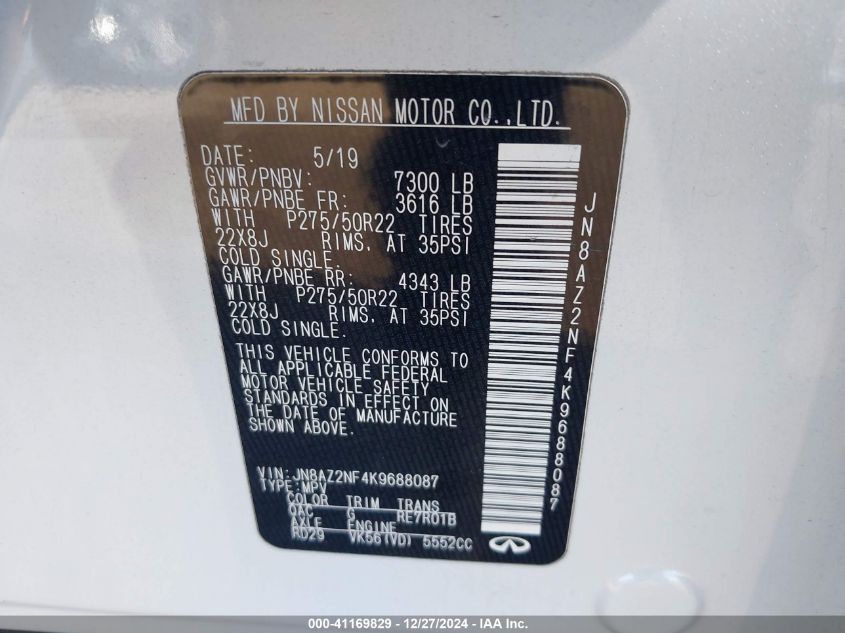 MFD BY NISSAN MOTOR CO.,LTD.
DATE: 5/19
GVWR/PNBV: 7300 LB
GAWR/PNBE FR: 3616 LB
WITH P275/50R22 TIRES
22X8J RIMS. AT 35PSI
COLD SINGLE.
GAWR/PNBE RR: 4343 LB
WITH P275/50R22 TIRES
22X8J RIMS. AT 35PSI
COLD SINGLE.
THIS VEHICLE CONFORMS TO
ALL APPLICABLE FEDERAL
MOTOR VEHICLE SAFETY
STANDARDS IN EFFECT ON
THE DATE OF MANUFACTURE
SHOWN ABOVE.
VIN:JN8AZ2NF4K9688087
TYPE:MPV
COLOR TRIM TRANS
QAC G RE7R01B
AXLE ENGINE
RD29 VK56(VD) 5552CC
JN8AZ2NF4K9688087
000-41169829 - 12/27/2024 - IAA Inc.